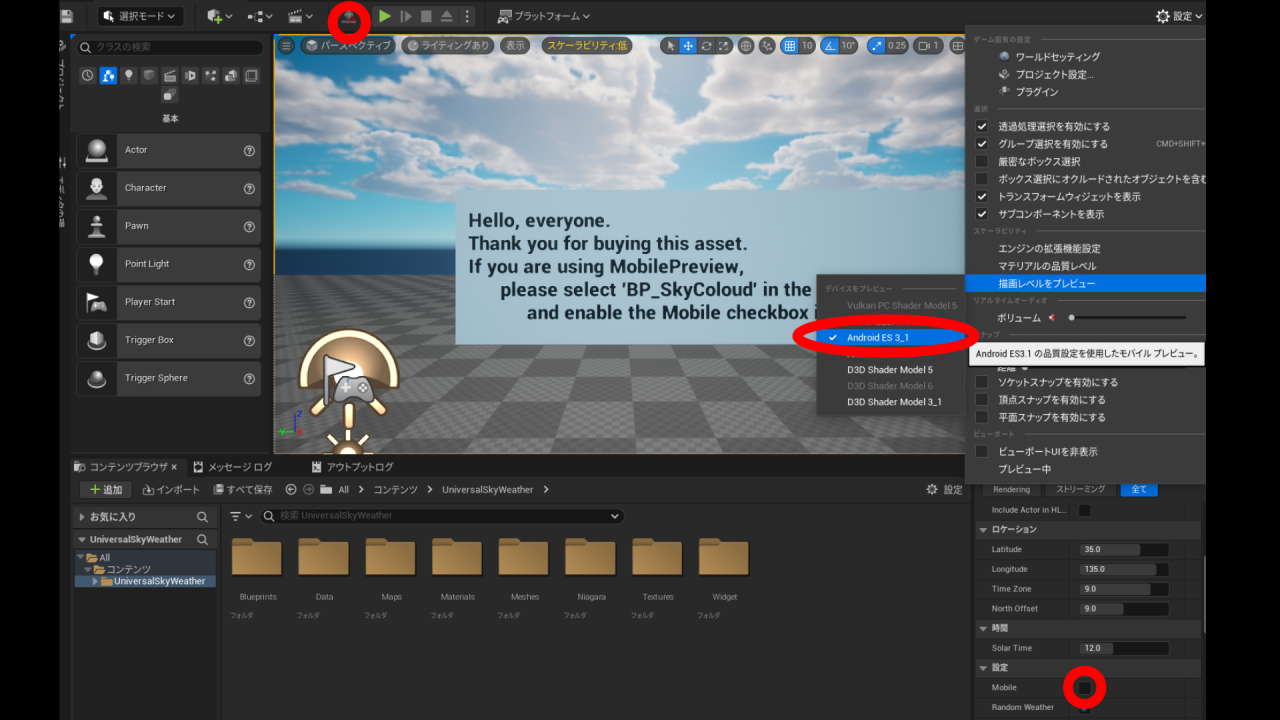 選択モード
プラットフォーム
設定
クラスの検索
基本
Actor
Character
Pawn
Point Light
Player Start
Trigger Box
Trigger Sphere
パースペクティブ
ライティングあり
表示
スケーラビリティ:低
10
10°
0.25
1
Hello, everyone.
Thank you for buying this asset.
If you are using MobilePreview,
please select 'BP_SkyColoud' in the
and enable the Mobile checkbox
ゲーム固有の設定
ワールドセッティング
プロジェクト設定...
プラグイン
選択
透過処理選択を有効にする
グループ選択を有効にする
CMD+SHIFT+
厳密なボックス選択
ボックス選択にオクルードされたオブジェクトを含む
トランスフォームウィジェットを表示
サブコンポーネントを表示
スケーラビリティ
エンジンの拡張機能設定
マテリアルの品質レベル
描画レベルをプレビュー
リアルタイムオーディオ
ボリューム
デバイスをプレビュー
Vulkan PC Shader Model 5
Android ES 3_1
D3D Shader Model 5
D3D Shader Model 6
D3D Shader Model 3_1
Android ES3.1 の品質設定を使用したモバイル プレビュー。
ソケットスナップを有効にする
頂点スナップを有効にする
平面スナップを有効にする
ビューポート
ビューポートUIを非表示
プレビュー中
コンテンツブラウザ ×
メッセージ ログ
アウトプットログ
追加
インポート
すべて保存
All
コンテンツ
UniversalSkyWeather
設定
お気に入り
UniversalSkyWeather
All
コンテンツ
UniversalSkyWeather
検索 UniversalSkyWeather
Blueprints
Data
Maps
Materials
Meshes
Niagara
Textures
Widget
フォルダ
フォルダ
フォルダ
フォルダ
フォルダ
フォルダ
フォルダ
フォルダ
Rendering
ストリーミング
全て
Include Actor in HL...
ロケーション
Latitude
35.0
Longitude
135.0
Time Zone
9.0
North Offset
9.0
時間
Solar Time
12.0
設定
Mobile
Random Weather